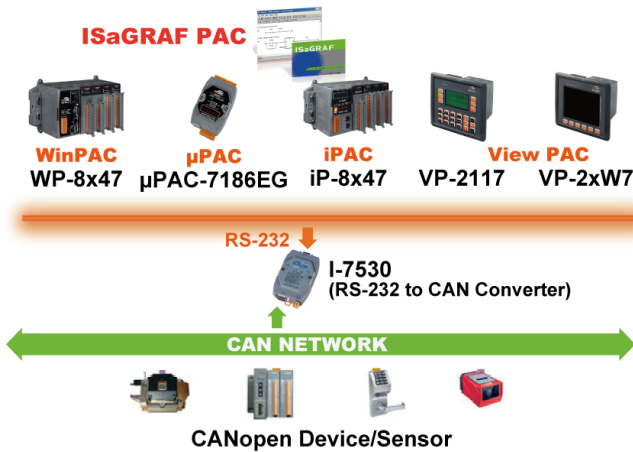 ISaGRAF PAC
ISaGRAF
WinPAC
µPAC
iPAC
View PAC
WP-8x47
µPAC-7186EG
iP-8x47
VP-2117
VP-2xW7
RS-232
I-7530
(RS-232 to CAN Converter)
CAN NETWORK
CANopen Device/Sensor